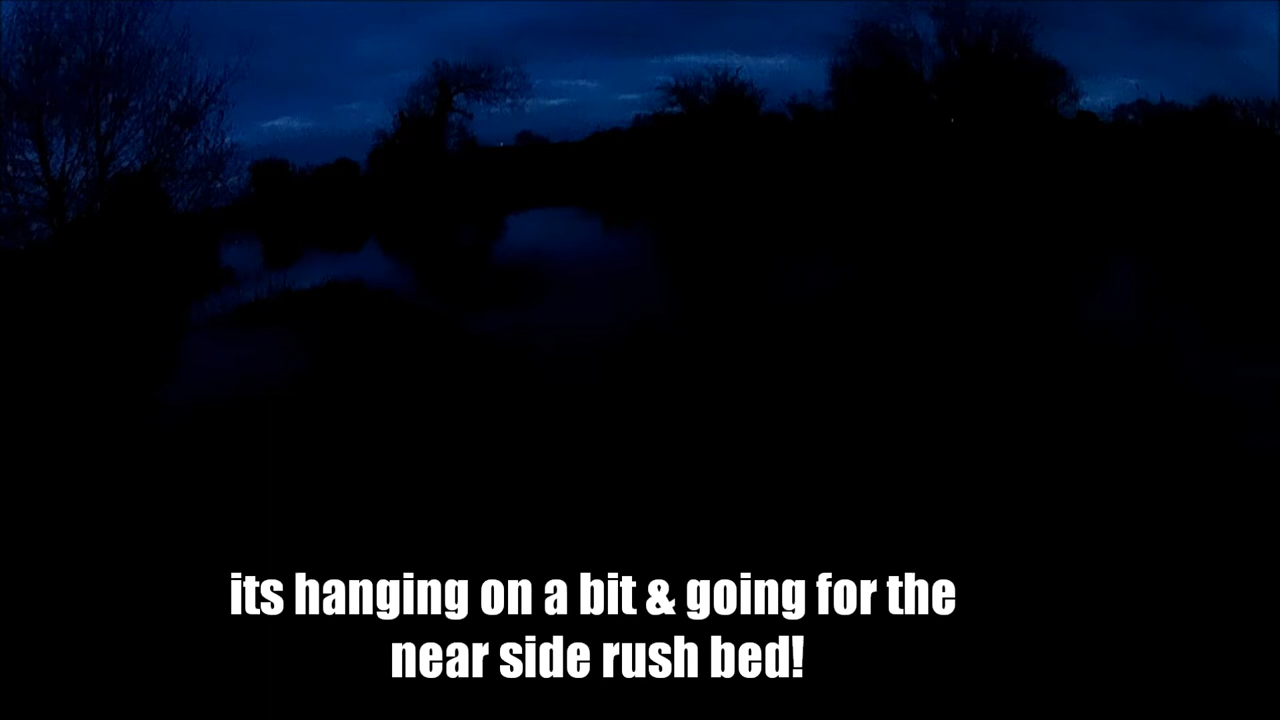 its hanging on a bit & going for the
near side rush bed!